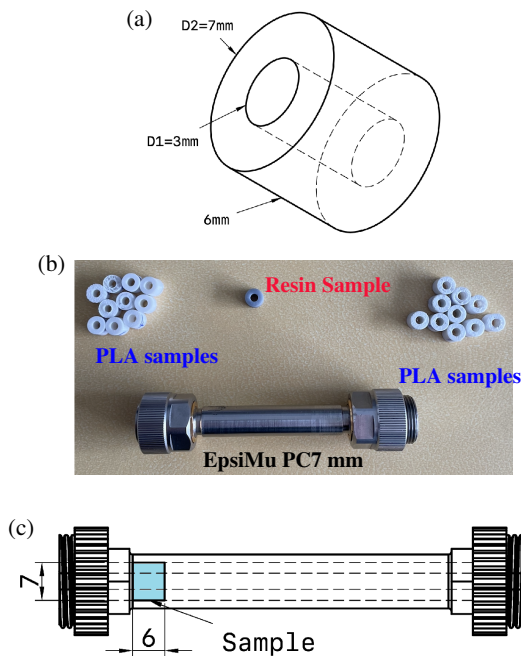 (a)
D2=7mm
D1=3mm
6mm
(b)
Resin Sample
PLA samples
PLA samples
EpsiMu PC7 mm
(c)
7
6
Sample